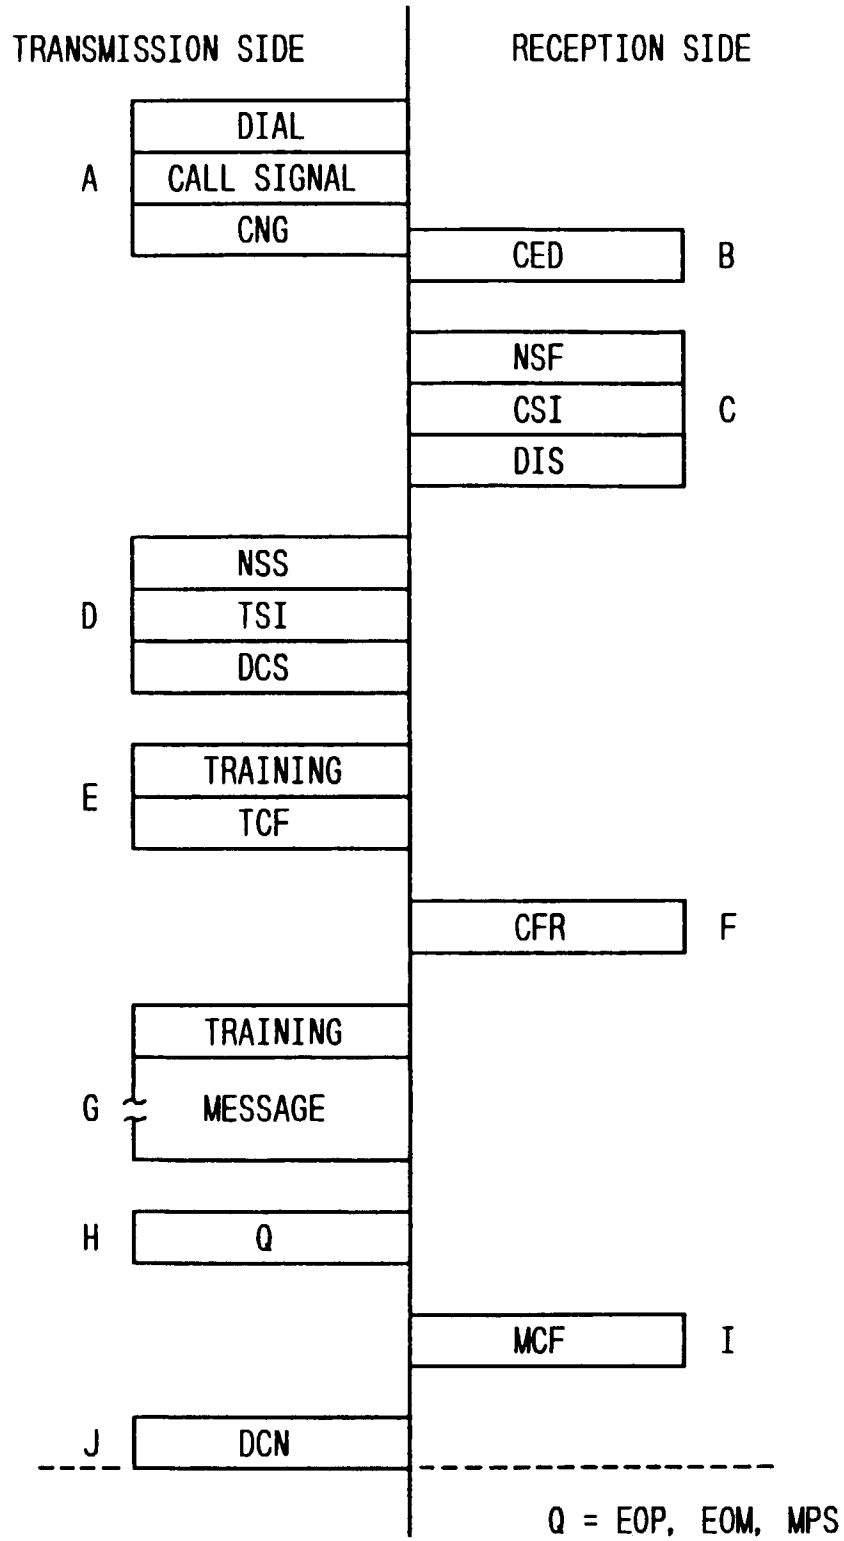 TRANSMISSION SIDE
RECEPTION SIDE
DIAL
A
CALL SIGNAL
CNG
CED
B
NSF
CSI
C
DIS
NSS
D
TSI
DCS
TRAINING
E
TCF
CFR
F
TRAINING
G
MESSAGE
H
Q
MCF
I
J
DCN
Q = EOP, EOM, MPS